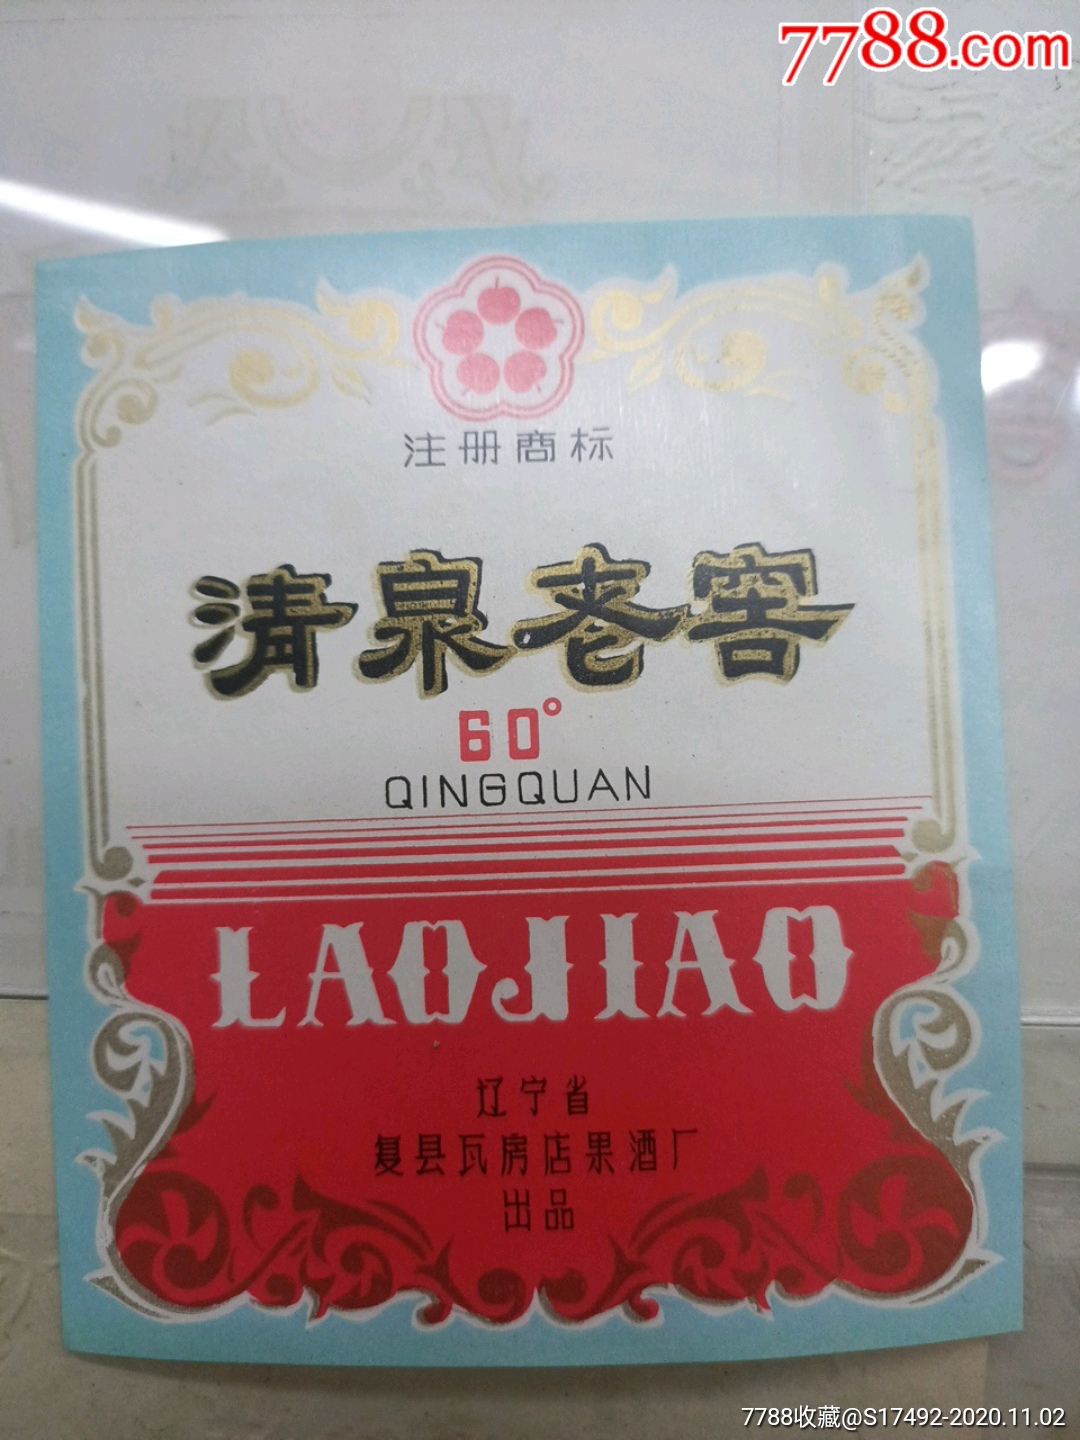 7788.com
注册商标
清泉老窖
60°
QINGQUAN
LAOJIAO
辽宁省
复县瓦房店果酒厂
出品
7788收藏@S17492-2020.11.02